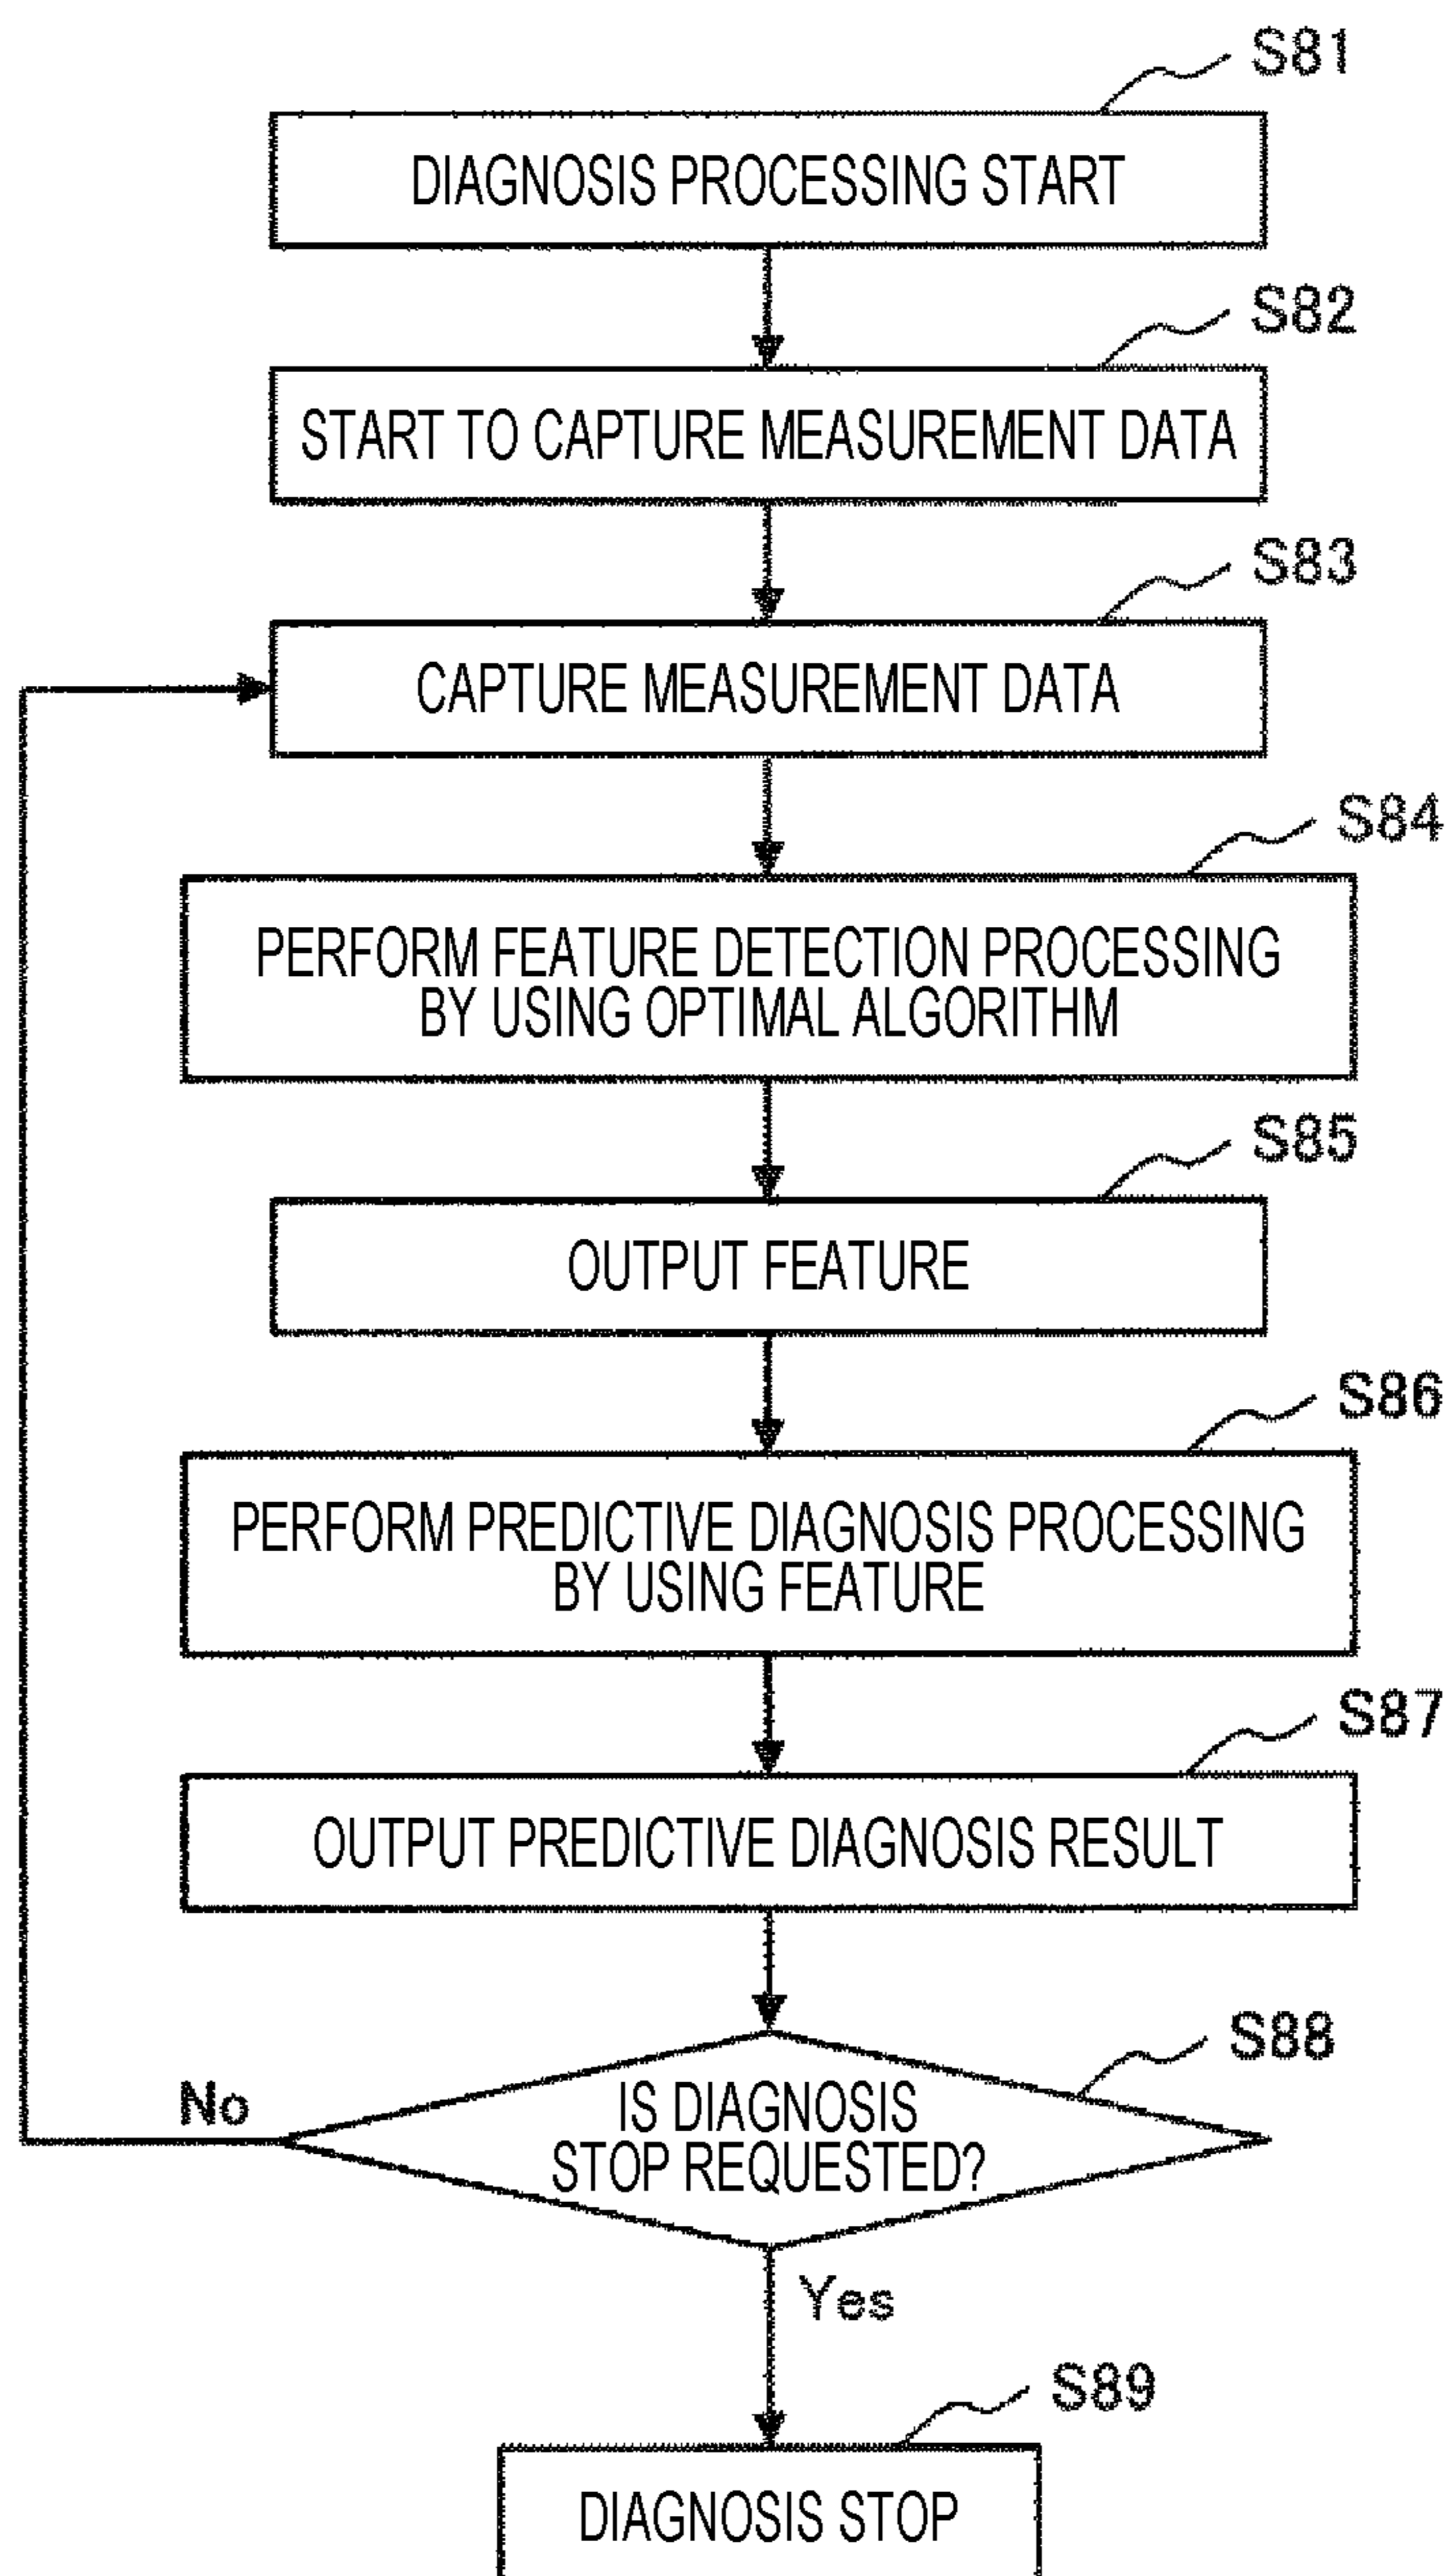 S81
DIAGNOSIS PROCESSING START
S82
START TO CAPTURE MEASUREMENT DATA
S83
CAPTURE MEASUREMENT DATA
S84
PERFORM FEATURE DETECTION PROCESSING
BY USING OPTIMAL ALGORITHM
S85
OUTPUT FEATURE
S86
PERFORM PREDICTIVE DIAGNOSIS PROCESSING
BY USING FEATURE
S87
OUTPUT PREDICTIVE DIAGNOSIS RESULT
S88
IS DIAGNOSIS
STOP REQUESTED?
No
Yes
S89
DIAGNOSIS STOP